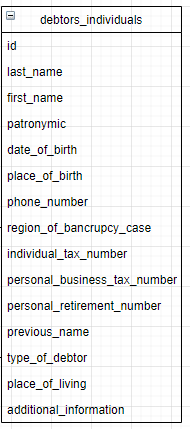 debtors_individuals
id
last_name
first_name
patronymic
date_of_birth
place_of_birth
phone_number
region_of_bancrupcy_case
individual_tax_number
personal_business_tax_number
personal_retirement_number
previous_name
type_of_debtor
place_of_living
additional_information